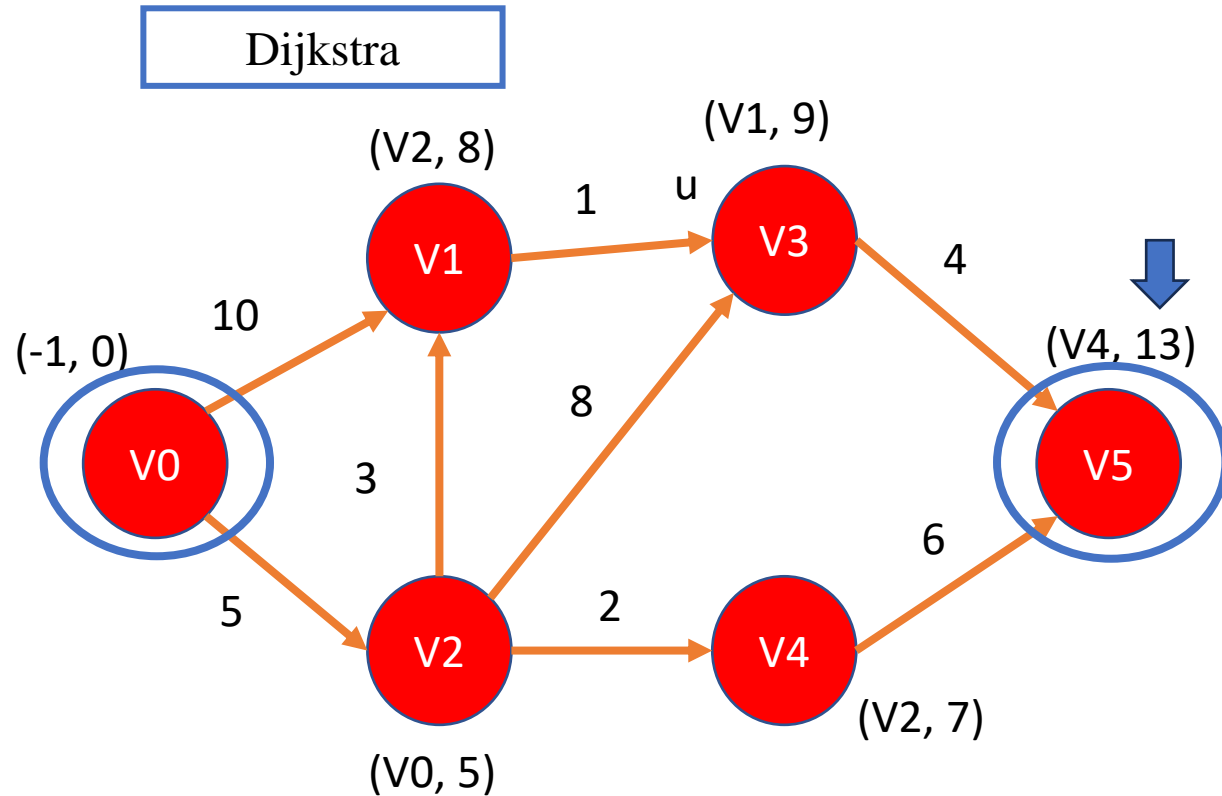 Dijkstra
(V1, 9)
(V2, 8)
1
u
V3
V1
4
10
(-1, 0)
(V4, 13)
8
V0
3
V5
6
5
2
V2
V4
(V2, 7)
(V0, 5)